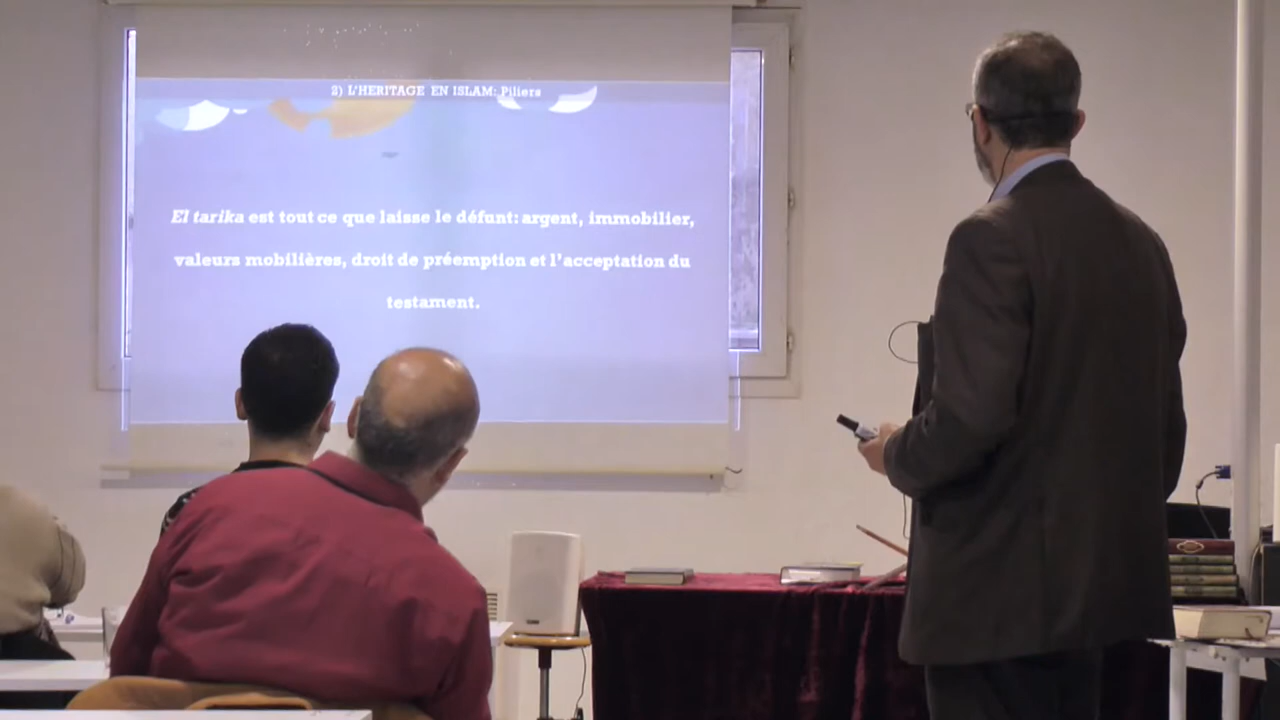 2) L'HERITAGE EN ISLAM: Piliers
El tarika est tout ce que laisse le défunt: argent, immobilier,
valeurs mobilières, droit de préemption et l'acceptation du
testament.